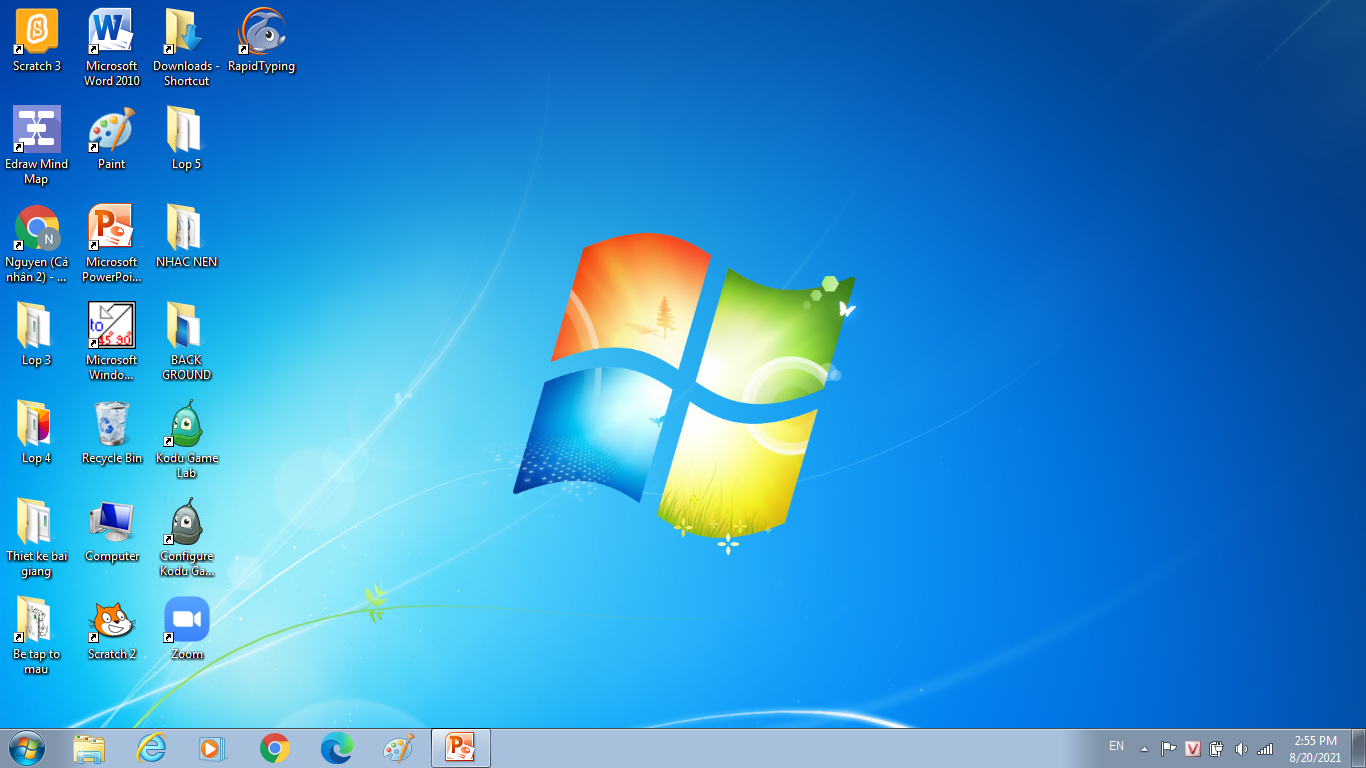 Scratch 3
Microsoft
Word 2010
Downloads -
Shortcut
RapidTyping
Edraw Mind
Map
Paint
Lop 5
N
Nguyen (Cá
nhân 2) - ...
Microsoft
PowerPoi...
NHAC NEN
Lop 3
to
45 90
Microsoft
Windo...
BACK
GROUND
Lop 4
Recycle Bin
Kodu Game
Lab
Thiet ke bai
giang
Computer
Configure
Kodu Ga...
Be tap to
mau
Scratch 2
Zoom
EN
2:55 PM
8/20/2021